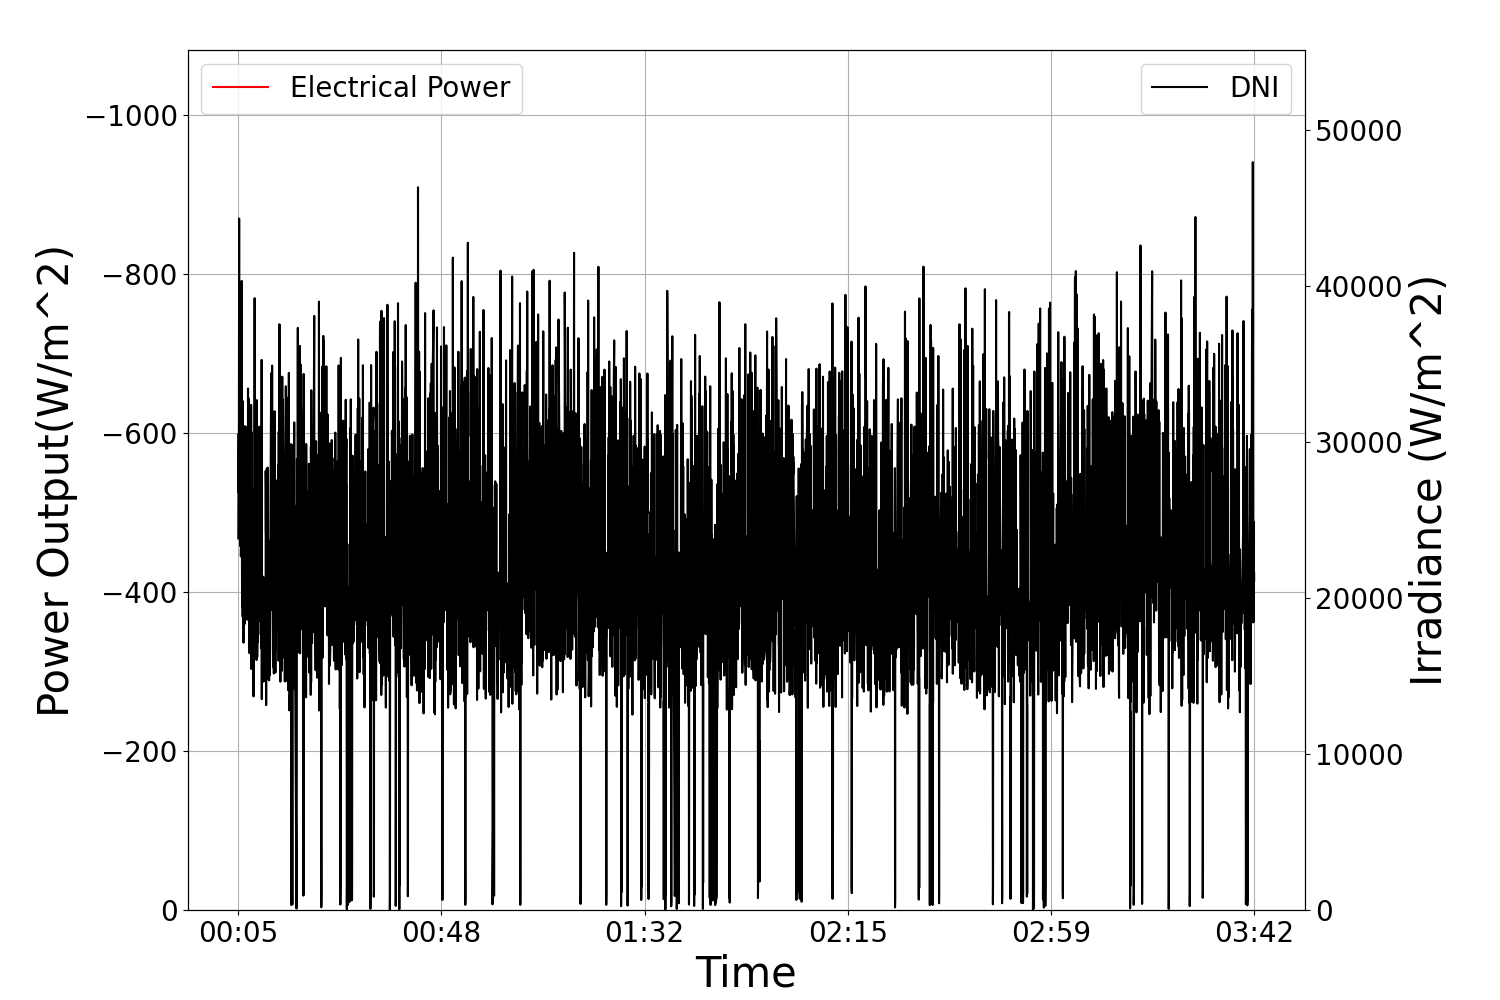 Electrical Power
DNI
−1000
−800
−600
−400
−200
0
Power Output(W/m^2)
50000
40000
30000
20000
10000
0
Irradiance (W/m^2)
00:05 00:48 01:32 02:15 02:59 03:42
Time